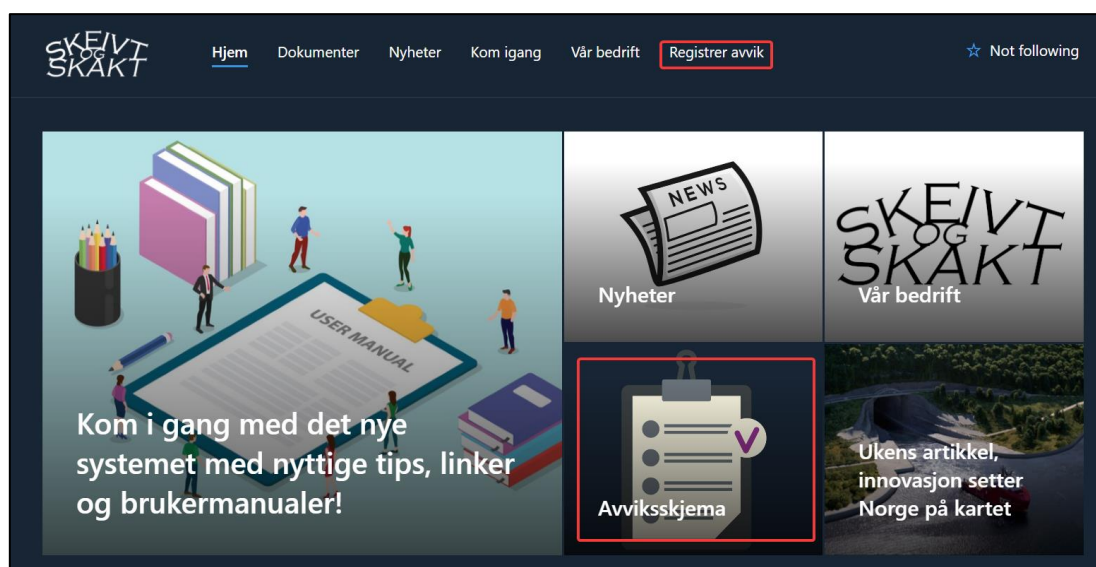 SKEIVT
OG
SKAKT
Hjem Dokumenter Nyheter Kom igang Vår bedrift Registrer avvik
Not following
USER MANUAL
Kom i gang med det nye
systemet med nyttige tips, linker
og brukermanualer!
NEWS
Nyheter
SKEIVT
OG
SKAKT
Vår bedrift
Avviksskjema
Ukens artikkel,
innovasjon setter
Norge på kartet